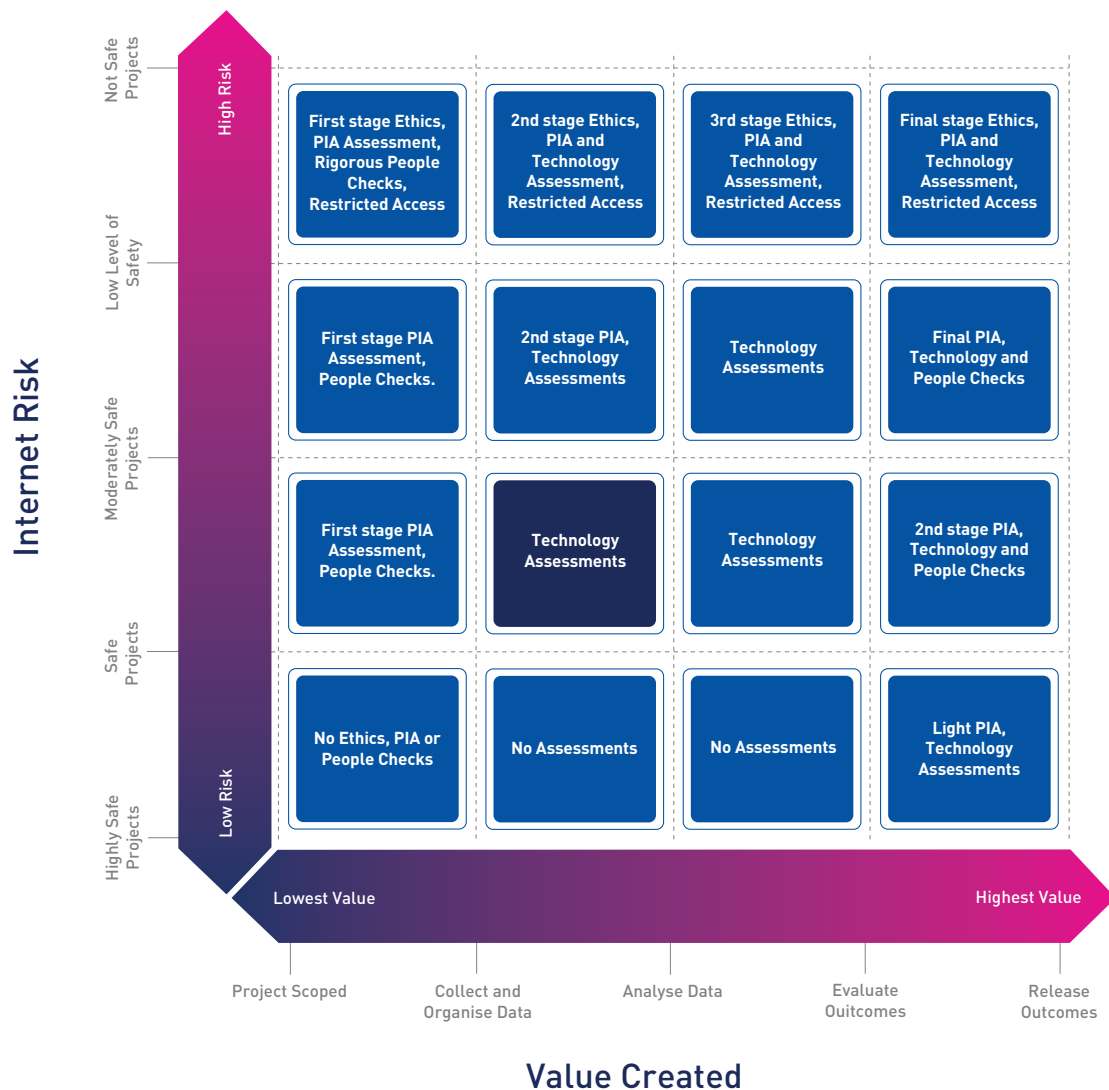 Not Safe
Projects
High Risk
First stage Ethics,
PIA Assessment,
Rigorous People
Checks,
Restricted Access
2nd stage Ethics,
PIA and
Technology
Assessment,
Restricted Access
3rd stage Ethics,
PIA and
Technology
Assessment,
Restricted Access
Final stage Ethics,
PIA and
Technology
Assessment,
Restricted Access
Low Level of
Safety
First stage PIA
Assessment,
People Checks.
2nd stage PIA,
Technology
Assessments
Technology
Assessments
Final PIA,
Technology and
People Checks
Internet Risk
Moderately Safe
Projects
First stage PIA
Assessment,
People Checks.
Technology
Assessments
Technology
Assessments
2nd stage PIA,
Technology and
People Checks
Safe
Projects
No Ethics, PIA or
People Checks
No Assessments
No Assessments
Light PIA,
Technology
Assessments
Low Risk
Highly Safe
Projects
Lowest Value
Highest Value
Project Scoped
Collect and
Organise Data
Analyse Data
Evaluate
Ouitcomes
Release
Outcomes
Value Created